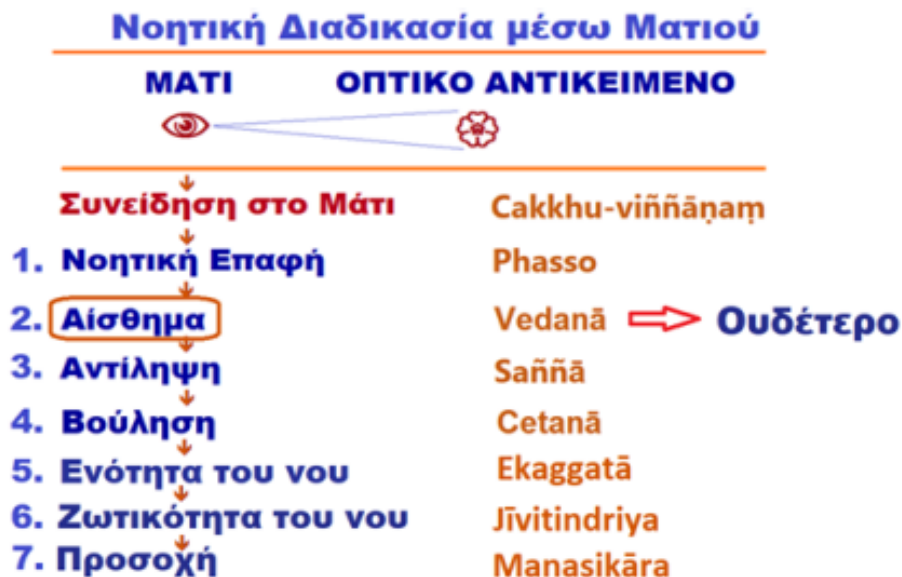 Νοητική Διαδικασία μέσω Ματιού
ΜΑΤΙ ΟΠΤΙΚΟ ΑΝΤΙΚΕΙΜΕΝΟ
Συνείδηση στο Μάτι Cakkhu-viññāṇaṃ
1. Νοητική Επαφή Phasso
2. Αίσθημα Vedanā Ουδέτερο
3. Αντίληψη Saññā
4. Βούληση Cetanā
5. Ενότητα του νου Ekaggatā
6. Ζωτικότητα του νου Jīvitindriya
7. Προσοχή Manasikāra